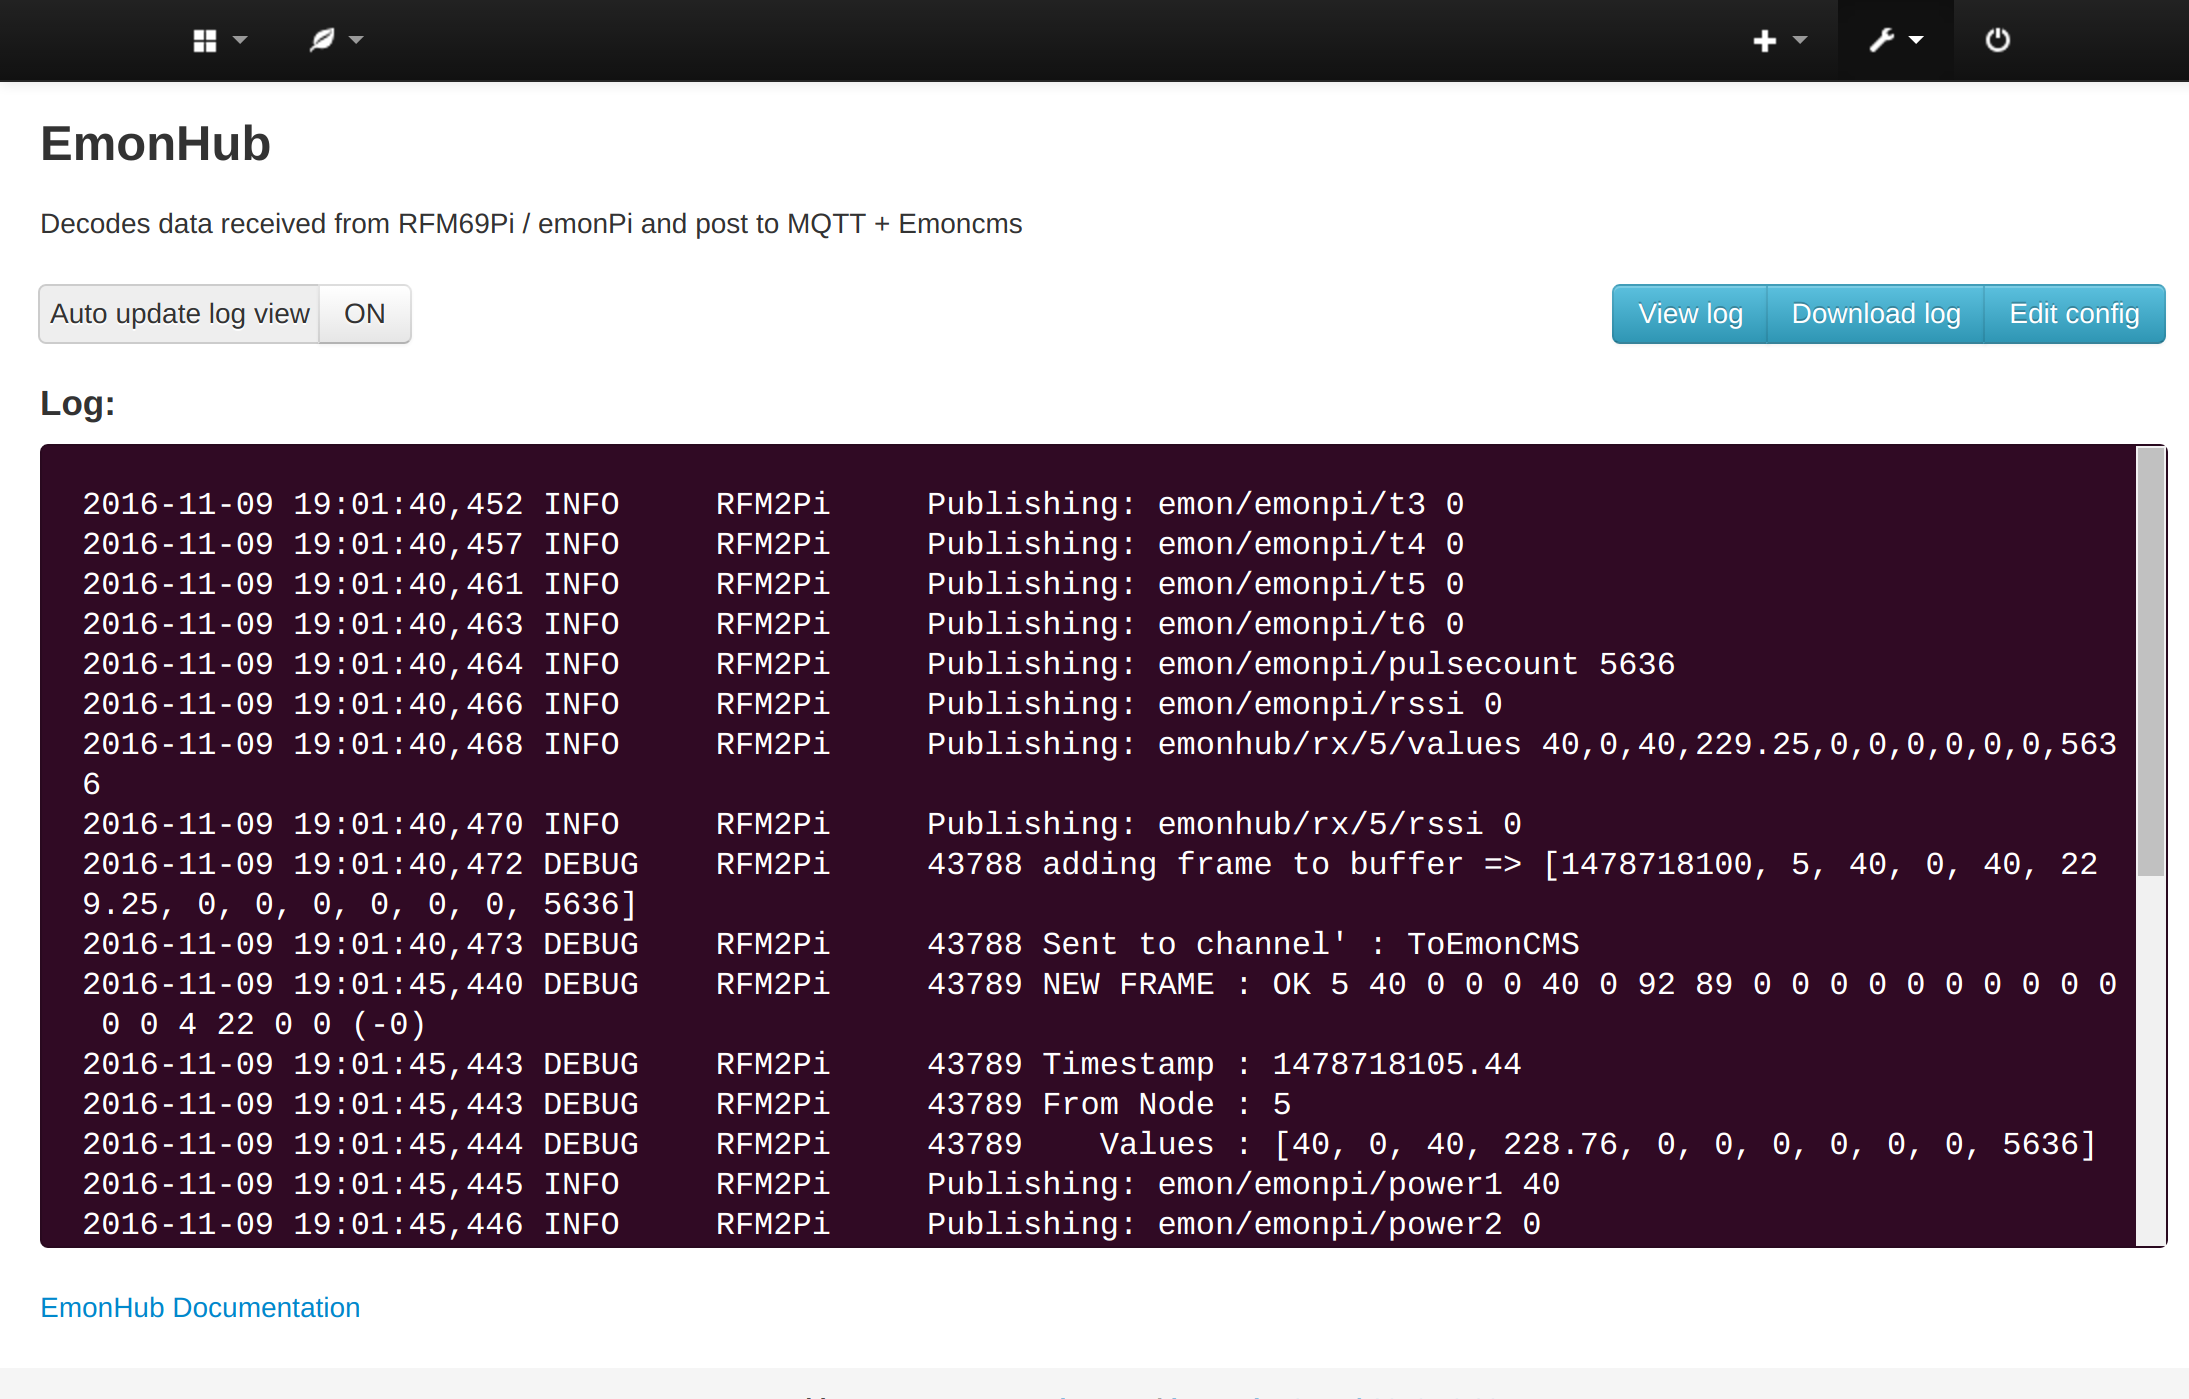 EmonHub
Decodes data received from RFM69Pi / emonPi and post to MQTT + Emoncms
Auto update log view ON View log Download log Edit config
Log:
2016-11-09 19:01:40,452 INFO     RFM2Pi     Publishing: emon/emonpi/t3 0
2016-11-09 19:01:40,457 INFO     RFM2Pi     Publishing: emon/emonpi/t4 0
2016-11-09 19:01:40,461 INFO     RFM2Pi     Publishing: emon/emonpi/t5 0
2016-11-09 19:01:40,463 INFO     RFM2Pi     Publishing: emon/emonpi/t6 0
2016-11-09 19:01:40,464 INFO     RFM2Pi     Publishing: emon/emonpi/pulsecount 5636
2016-11-09 19:01:40,466 INFO     RFM2Pi     Publishing: emon/emonpi/rssi 0
2016-11-09 19:01:40,468 INFO     RFM2Pi     Publishing: emonhub/rx/5/values 40,0,40,229.25,0,0,0,0,0,0,563
6
2016-11-09 19:01:40,470 INFO     RFM2Pi     Publishing: emonhub/rx/5/rssi 0
2016-11-09 19:01:40,472 DEBUG    RFM2Pi     43788 adding frame to buffer => [1478718100, 5, 40, 0, 40, 22
9.25, 0, 0, 0, 0, 0, 0, 5636]
2016-11-09 19:01:40,473 DEBUG    RFM2Pi     43788 Sent to channel' : ToEmonCMS
2016-11-09 19:01:45,440 DEBUG    RFM2Pi     43789 NEW FRAME : OK 5 40 0 0 0 40 0 92 89 0 0 0 0 0 0 0 0 0 0
 0 0 4 22 0 0 (-0)
2016-11-09 19:01:45,443 DEBUG    RFM2Pi     43789 Timestamp : 1478718105.44
2016-11-09 19:01:45,443 DEBUG    RFM2Pi     43789 From Node : 5
2016-11-09 19:01:45,444 DEBUG    RFM2Pi     43789    Values : [40, 0, 40, 228.76, 0, 0, 0, 0, 0, 0, 5636]
2016-11-09 19:01:45,445 INFO     RFM2Pi     Publishing: emon/emonpi/power1 40
2016-11-09 19:01:45,446 INFO     RFM2Pi     Publishing: emon/emonpi/power2 0
EmonHub Documentation